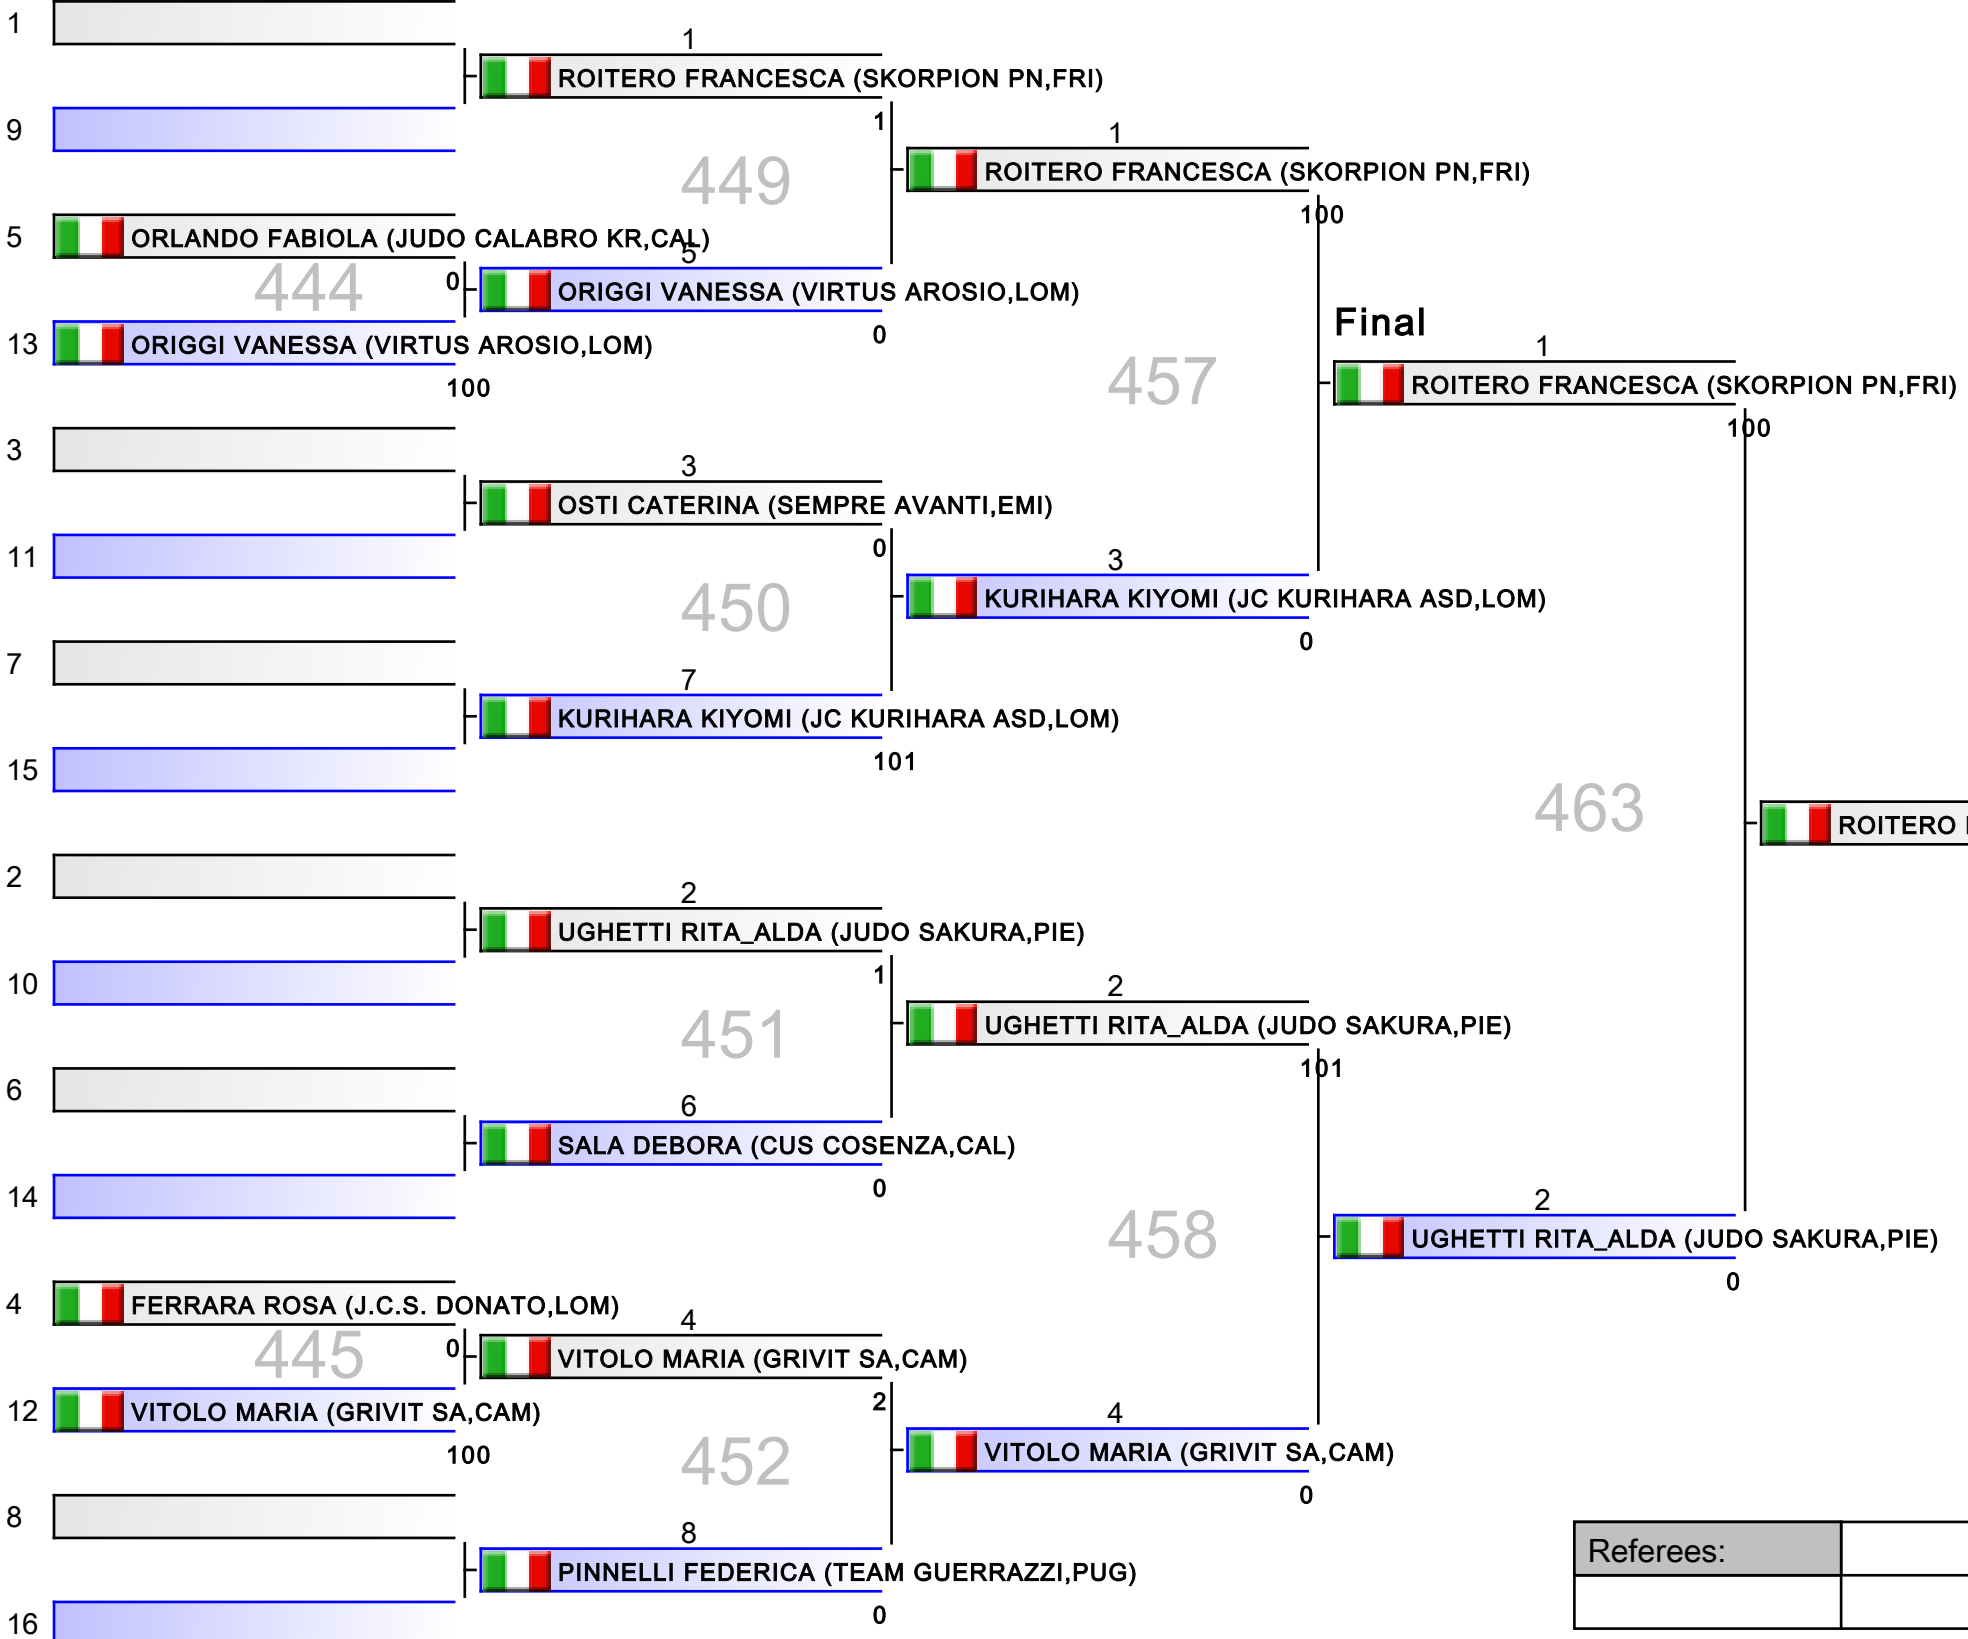 1
1
ROITERO FRANCESCA (SKORPION PN,FRI)
1
9
1
449
ROITERO FRANCESCA (SKORPION PN,FRI)
100
5
ORLANDO FABIOLA (JUDO CALABRO KR,CAL)
5
444
0
ORIGGI VANESSA (VIRTUS AROSIO,LOM)
Final
0
13
ORIGGI VANESSA (VIRTUS AROSIO,LOM)
1
457
100
ROITERO FRANCESCA (SKORPION PN,FRI)
100
3
3
OSTI CATERINA (SEMPRE AVANTI,EMI)
0
11
3
450
KURIHARA KIYOMI (JC KURIHARA ASD,LOM)
0
7
7
KURIHARA KIYOMI (JC KURIHARA ASD,LOM)
101
15
463
ROITERO
2
2
UGHETTI RITA_ALDA (JUDO SAKURA,PIE)
1
10
2
451
UGHETTI RITA_ALDA (JUDO SAKURA,PIE)
101
6
6
SALA DEBORA (CUS COSENZA,CAL)
0
14
2
458
UGHETTI RITA_ALDA (JUDO SAKURA,PIE)
0
4
FERRARA ROSA (J.C.S. DONATO,LOM)
4
445
0
VITOLO MARIA (GRIVIT SA,CAM)
2
12
VITOLO MARIA (GRIVIT SA,CAM)
4
100
452
VITOLO MARIA (GRIVIT SA,CAM)
0
8
8
PINNELLI FEDERICA (TEAM GUERRAZZI,PUG)
0
16
Referees: